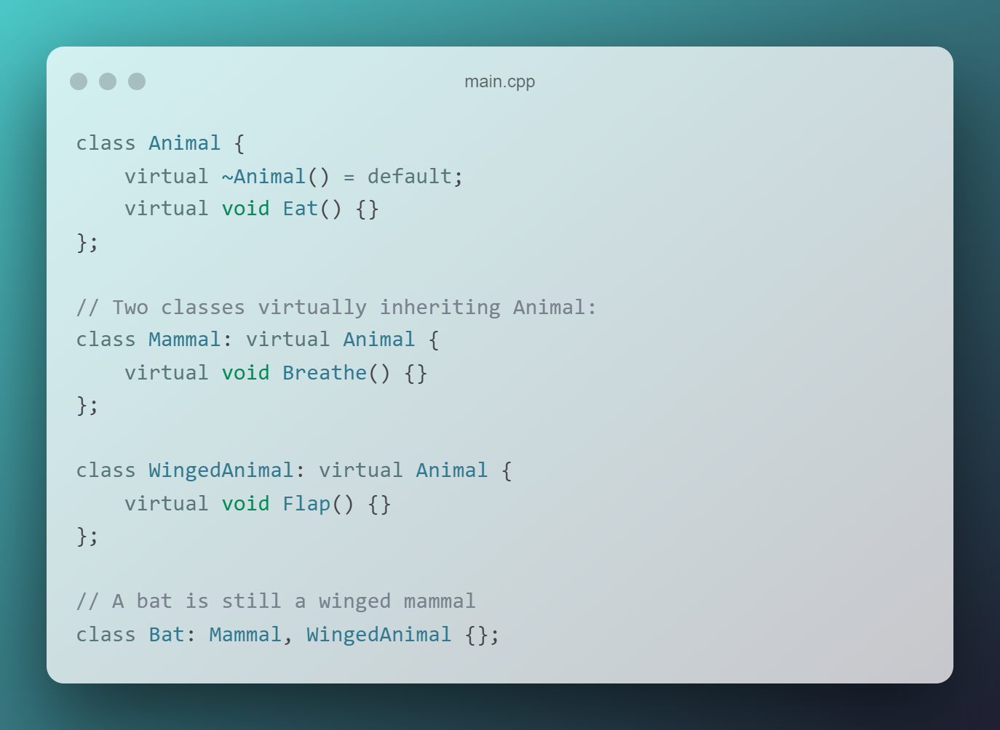 main.cpp
class Animal {
    virtual ~Animal() = default;
    virtual void Eat() {}
};

// Two classes virtually inheriting Animal:
class Mammal: virtual Animal {
    virtual void Breathe() {}
};

class WingedAnimal: virtual Animal {
    virtual void Flap() {}
};

// A bat is still a winged mammal
class Bat: Mammal, WingedAnimal {};